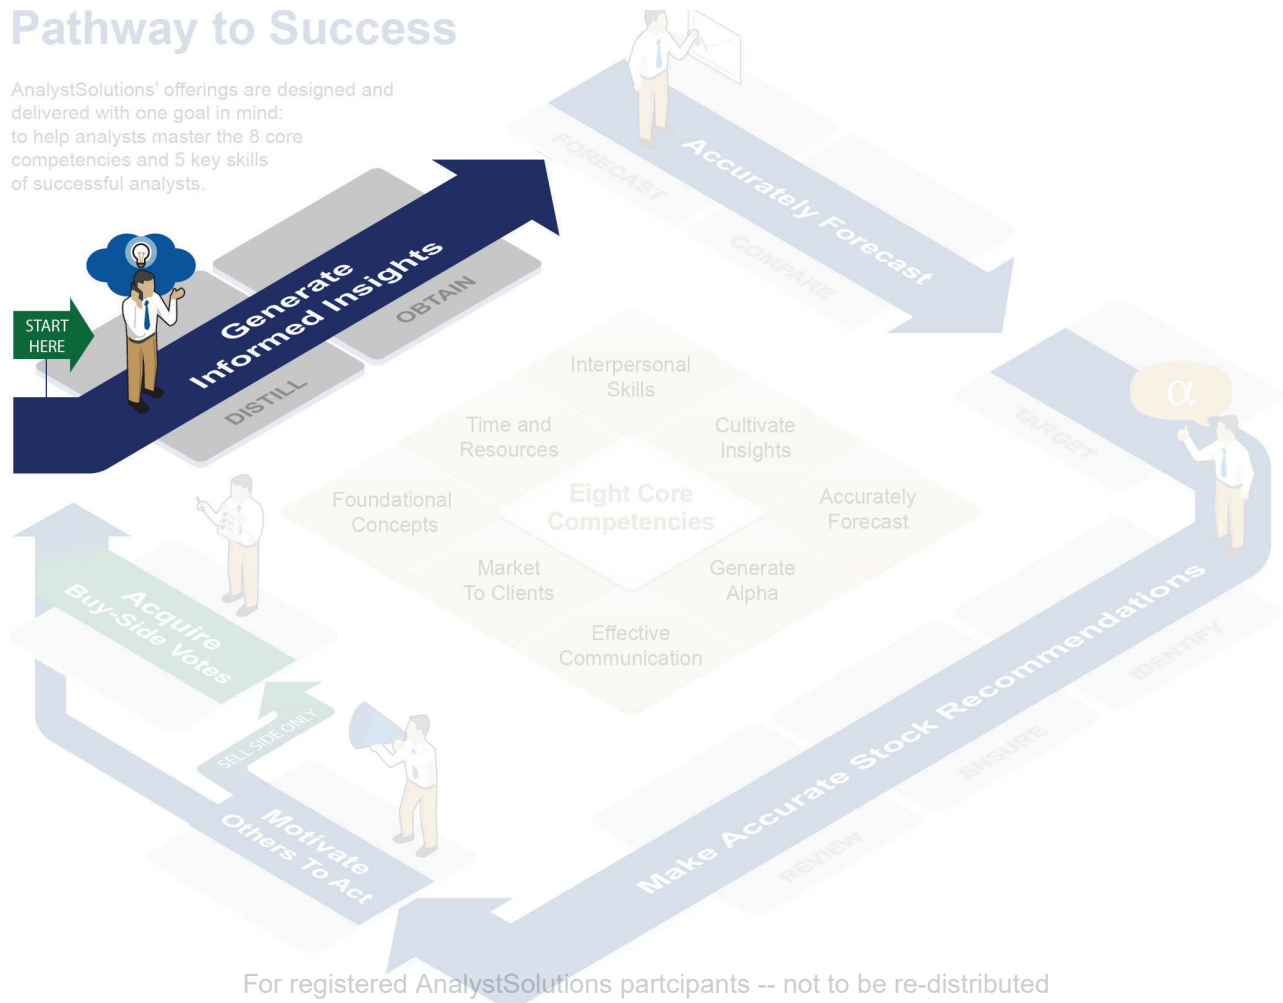 Pathway to Success
AnalystSolutions’ offerings are designed and
delivered with one goal in mind:
to help analysts master the 8 core
competencies and 5 key skills
of successful analysts.
START
HERE
Generate
Informed Insights
DISTILL
OBTAIN
Accurately Forecast
FORECAST
COMPARE
TARGET
α
Make Accurate Stock Recommendations
IDENTIFY
ENSURE
REVIEW
Motivate
Others To Act
SELL SIDE ONLY
Acquire
Buy-Side Votes
Interpersonal
Skills
Time and
Resources
Cultivate
Insights
Foundational
Concepts
Eight Core
Competencies
Accurately
Forecast
Market
To Clients
Generate
Alpha
Effective
Communication
For registered AnalystSolutions partcipants -- not to be re-distributed